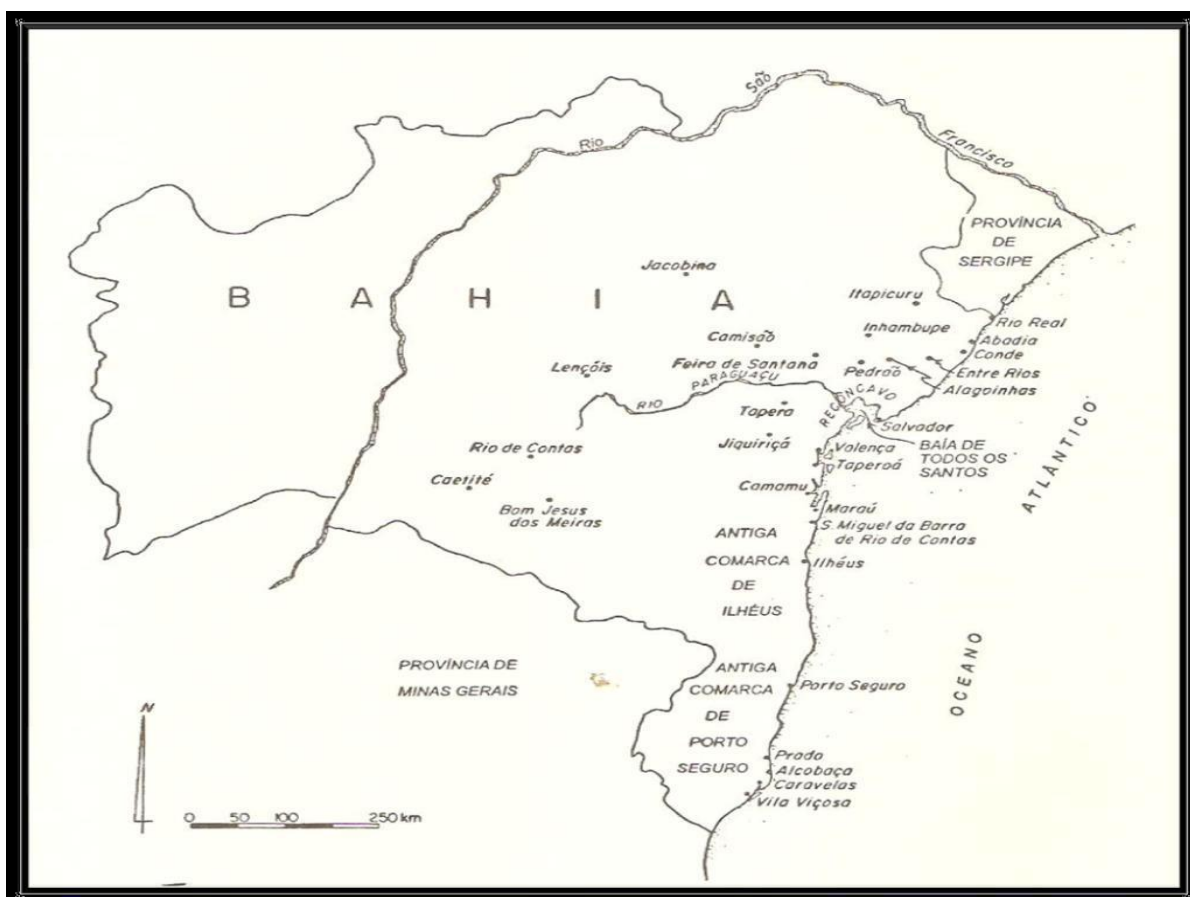 São
Rio
Francisco
PROVÍNCIA
DE
SERGIPE
Jacobina
B A H I A
Itapicuru
Rio Real
Inhambupe
Camisão
Abadia
Conde
Lençóis
Feira de Santana
Pedrão
Entre Rios
Alagoinhas
RIO PARAGUAÇU
RECÔNCAVO
Tapera
Salvador
ATLÂNTICO
Rio de Contas
Jiquiriçá
Valença
BAÍA DE
TODOS OS
SANTOS
Taperoá
Caetité
Camamu
Bom Jesus
dos Meiras
Maraú
S. Miguel da Barra
de Rio de Contas
ANTIGA
COMARCA
DE
ILHÉUS
Ilhéus
OCEANO
PROVÍNCIA DE
MINAS GERAIS
ANTIGA
COMARCA
DE
PORTO
SEGURO
Porto Seguro
N
Prado
Alcobaça
Caravelas
Vila Viçosa
0 50 100 250 km